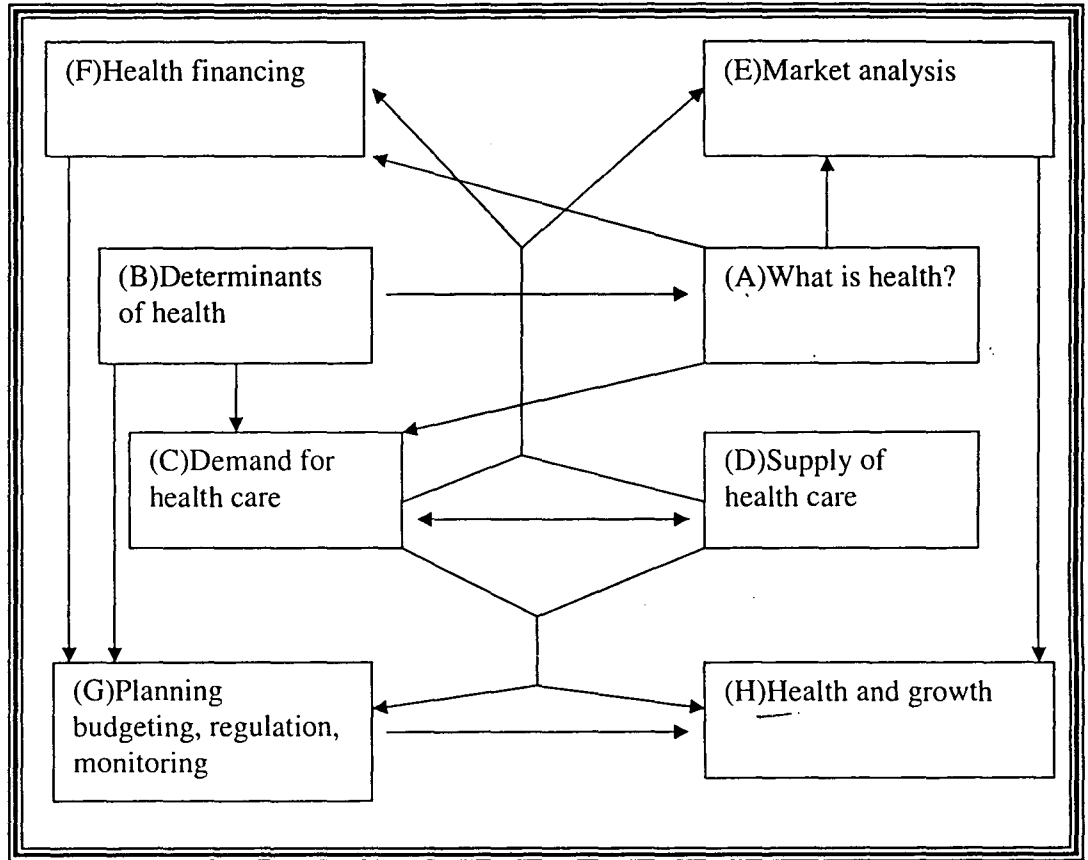 (F)Health financing
(E)Market analysis
(B)Determinants
of health
(A)What is health?
(C)Demand for
health care
(D)Supply of
health care
(G)Planning
budgeting, regulation,
monitoring
(H)Health and growth